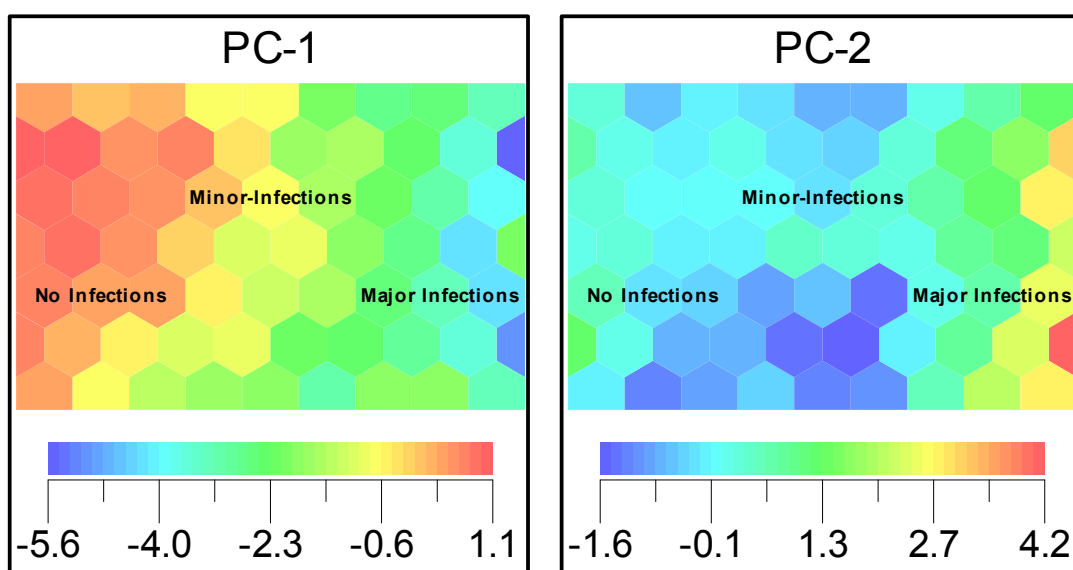 PC-1
Minor-Infections
No Infections
Major Infections
-5.6 -4.0 -2.3 -0.6 1.1
PC-2
Minor-Infections
No Infections
Major Infections
-1.6 -0.1 1.3 2.7 4.2